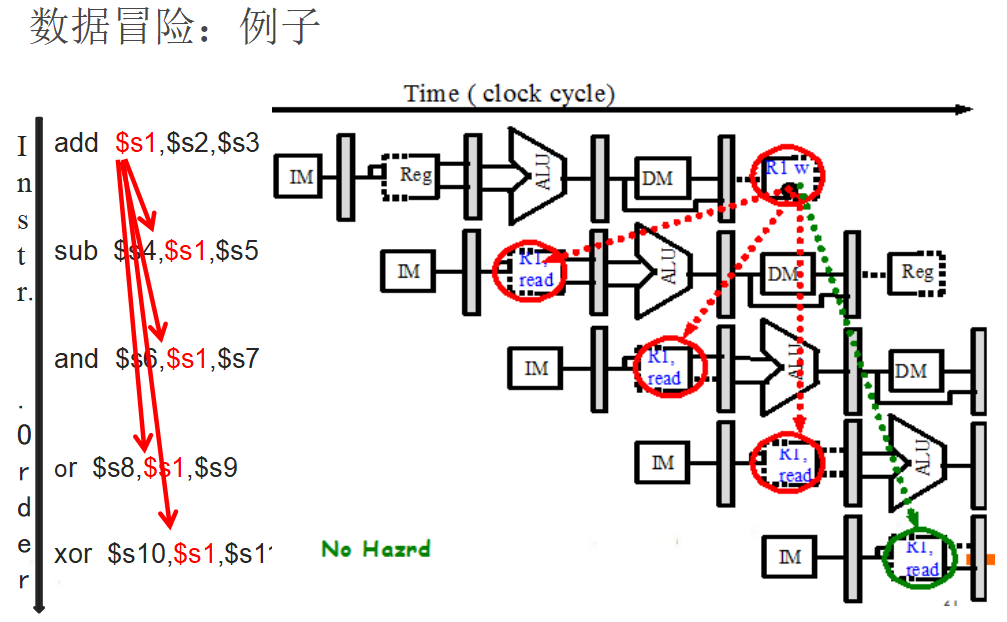 数据冒险：例子
Time ( clock cycle)
Instr.
.Order
add $s1,$s2,$s3
IM Reg ALU DM R1 w
sub $s4,$s1,$s5
IM R1, read ALU DM Reg
and $s6,$s1,$s7
IM R1, read ALU DM
or $s8,$s1,$s9
IM R1, read ALU
xor $s10,$s1,$s1
No Hazrd
IM R1, read